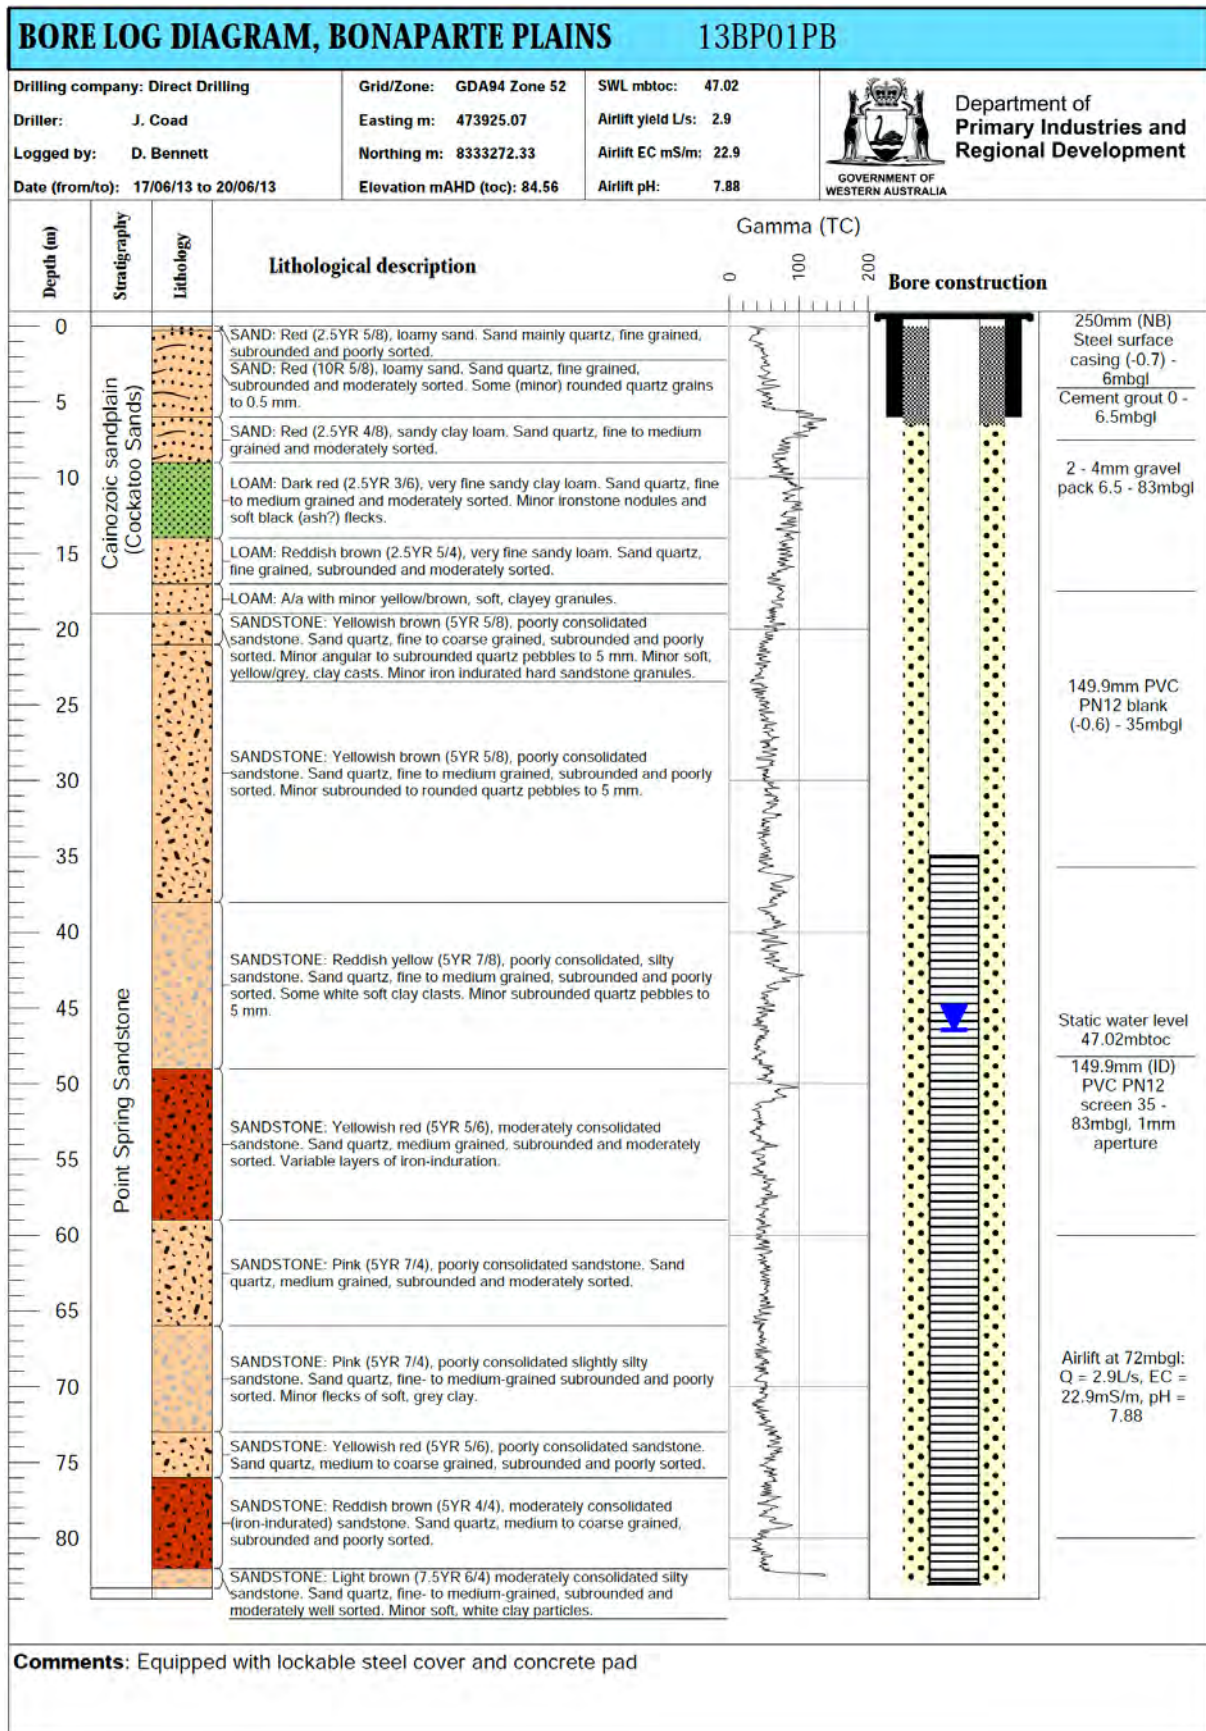 BORE LOG DIAGRAM, BONAPARTE PLAINS 13BP01PB
Drilling company: Direct Drilling
Driller: J. Coad
Logged by: D. Bennett
Date (from/to): 17/06/13 to 20/06/13
Grid/Zone: GDA94 Zone 52
Easting m: 473925.07
Northing m: 8333272.33
Elevation mAHD (toc): 84.56
SWL mbtoc: 47.02
Airlift yield L/s: 2.9
Airlift EC mS/m: 22.9
Airlift pH: 7.88
GOVERNMENT OF
WESTERN AUSTRALIA
Department of
Primary Industries and
Regional Development
Depth (m)
Stratigraphy
Lithology
Lithological description
Gamma (TC)
0
100
200
Bore construction
0
5
10
15
20
25
30
35
40
45
50
55
60
65
70
75
80
Cainozoic sandplain
(Cockatoo Sands)
Point Spring Sandstone
SAND: Red (2.5YR 5/8), loamy sand. Sand mainly quartz, fine grained,
subrounded and poorly sorted.
SAND: Red (10R 5/8), loamy sand. Sand quartz, fine grained,
subrounded and moderately sorted. Some (minor) rounded quartz grains
to 0.5 mm.
SAND: Red (2.5YR 4/8), sandy clay loam. Sand quartz, fine to medium
grained and moderately sorted.
LOAM: Dark red (2.5YR 3/6), very fine sandy clay loam. Sand quartz, fine
to medium grained and moderately sorted. Minor ironstone nodules and
soft black (ash?) flecks.
LOAM: Reddish brown (2.5YR 5/4), very fine sandy loam. Sand quartz,
fine grained, subrounded and moderately sorted.
LOAM: A/a with minor yellow/brown, soft, clayey granules.
SANDSTONE: Yellowish brown (5YR 5/8), poorly consolidated
sandstone. Sand quartz, fine to coarse grained, subrounded and poorly
sorted. Minor angular to subrounded quartz pebbles to 5 mm. Minor soft,
yellow/grey, clay casts. Minor iron indurated hard sandstone granules.
SANDSTONE: Yellowish brown (5YR 5/8), poorly consolidated
sandstone. Sand quartz, fine to medium grained, subrounded and poorly
sorted. Minor subrounded to rounded quartz pebbles to 5 mm.
SANDSTONE: Reddish yellow (5YR 7/8), poorly consolidated, silty
sandstone. Sand quartz, fine to medium grained, subrounded and poorly
sorted. Some white soft clay clasts. Minor subrounded quartz pebbles to
5 mm.
SANDSTONE: Yellowish red (5YR 5/6), moderately consolidated
sandstone. Sand quartz, medium grained, subrounded and moderately
sorted. Variable layers of iron-induration.
SANDSTONE: Pink (5YR 7/4), poorly consolidated sandstone. Sand
quartz, medium grained, subrounded and moderately sorted.
SANDSTONE: Pink (5YR 7/4), poorly consolidated slightly silty
sandstone. Sand quartz, fine- to medium-grained subrounded and poorly
sorted. Minor flecks of soft, grey clay.
SANDSTONE: Yellowish red (5YR 5/6), poorly consolidated sandstone.
Sand quartz, medium to coarse grained, subrounded and poorly sorted.
SANDSTONE: Reddish brown (5YR 4/4), moderately consolidated
(iron-indurated) sandstone. Sand quartz, medium to coarse grained,
subrounded and poorly sorted.
SANDSTONE: Light brown (7.5YR 6/4) moderately consolidated silty
sandstone. Sand quartz, fine- to medium-grained, subrounded and
moderately well sorted. Minor soft, white clay particles.
250mm (NB)
Steel surface
casing (-0.7) -
6mbgl
Cement grout 0 -
6.5mbgl
2 - 4mm gravel
pack 6.5 - 83mbgl
149.9mm PVC
PN12 blank
(-0.6) - 35mbgl
Static water level
47.02mbtoc
149.9mm (ID)
PVC PN12
screen 35 -
83mbgl, 1mm
aperture
Airlift at 72mbgl:
Q = 2.9L/s, EC =
22.9mS/m, pH =
7.88
Comments: Equipped with lockable steel cover and concrete pad